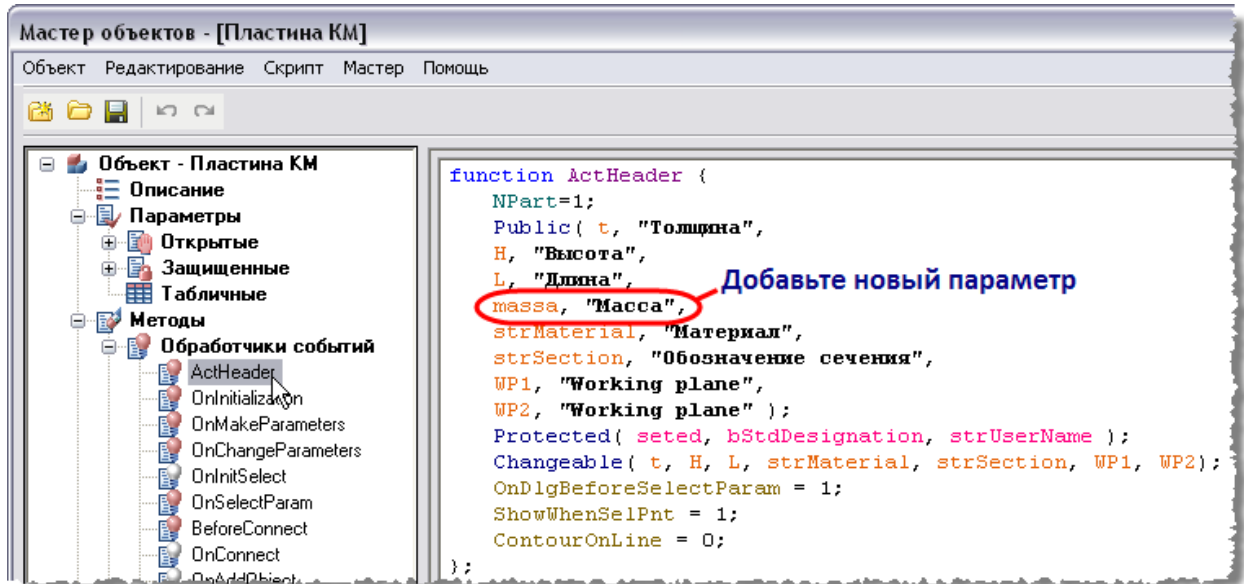 Мастер объектов - [Пластина КМ]
Объект Редактирование Скрипт Мастер Помощь
Объект - Пластина КМ
Описание
Параметры
Открытые
Защищенные
Табличные
Методы
Обработчики событий
ActHeader
OnInitialization
OnMakeParameters
OnChangeParameters
OnInitSelect
OnSelectParam
BeforeConnect
OnConnect
OnAddObject
function ActHeader {
NPart=1;
Public( t, "Толщина",
H, "Высота",
L, "Длина",
massa, "Масса",
strMaterial, "Материал",
strSection, "Обозначение сечения",
WP1, "Working plane",
WP2, "Working plane" );
Protected( seted, bStdDesignation, strUserName );
Changeable( t, H, L, strMaterial, strSection, WP1, WP2);
OnDlgBeforeSelectParam = 1;
ShowWhenSelPnt = 1;
ContourOnLine = 0;
};
Добавьте новый параметр